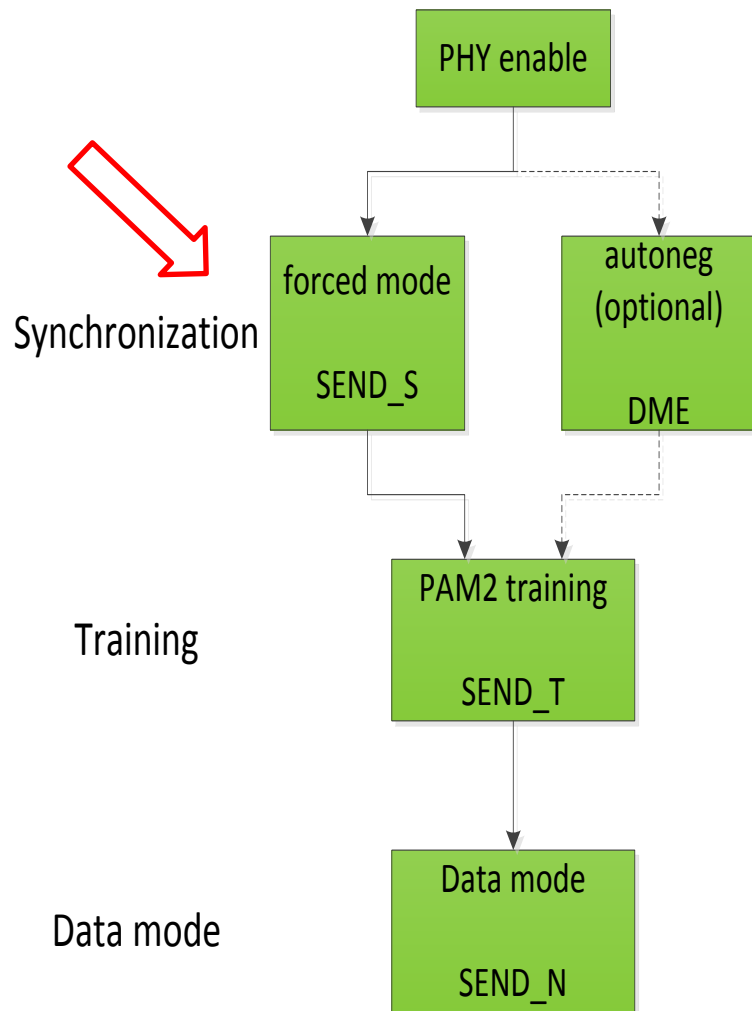 PHY enable
Synchronization
forced mode
SEND_S
autoneg
(optional)
DME
Training
PAM2 training
SEND_T
Data mode
Data mode
SEND_N